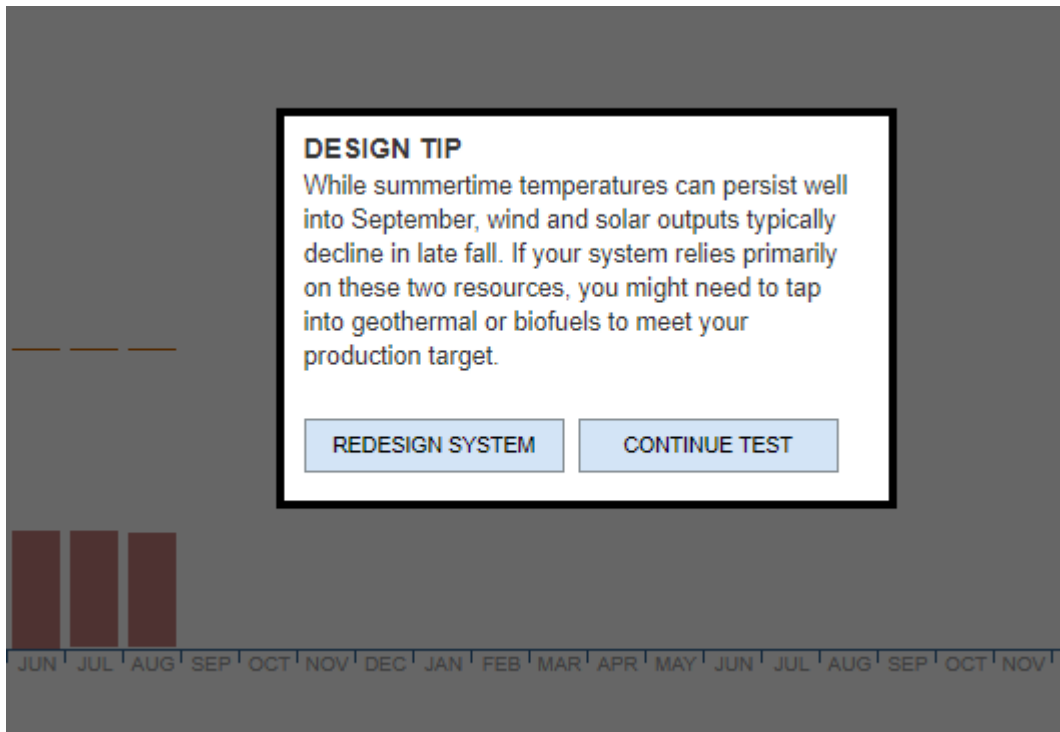 DESIGN TIP
While summertime temperatures can persist well
into September, wind and solar outputs typically
decline in late fall. If your system relies primarily
on these two resources, you might need to tap
into geothermal or biofuels to meet your
production target.
REDESIGN SYSTEM CONTINUE TEST
JUN JUL AUG SEP OCT NOV DEC JAN FEB MAR APR MAY JUN JUL AUG SEP OCT NOV